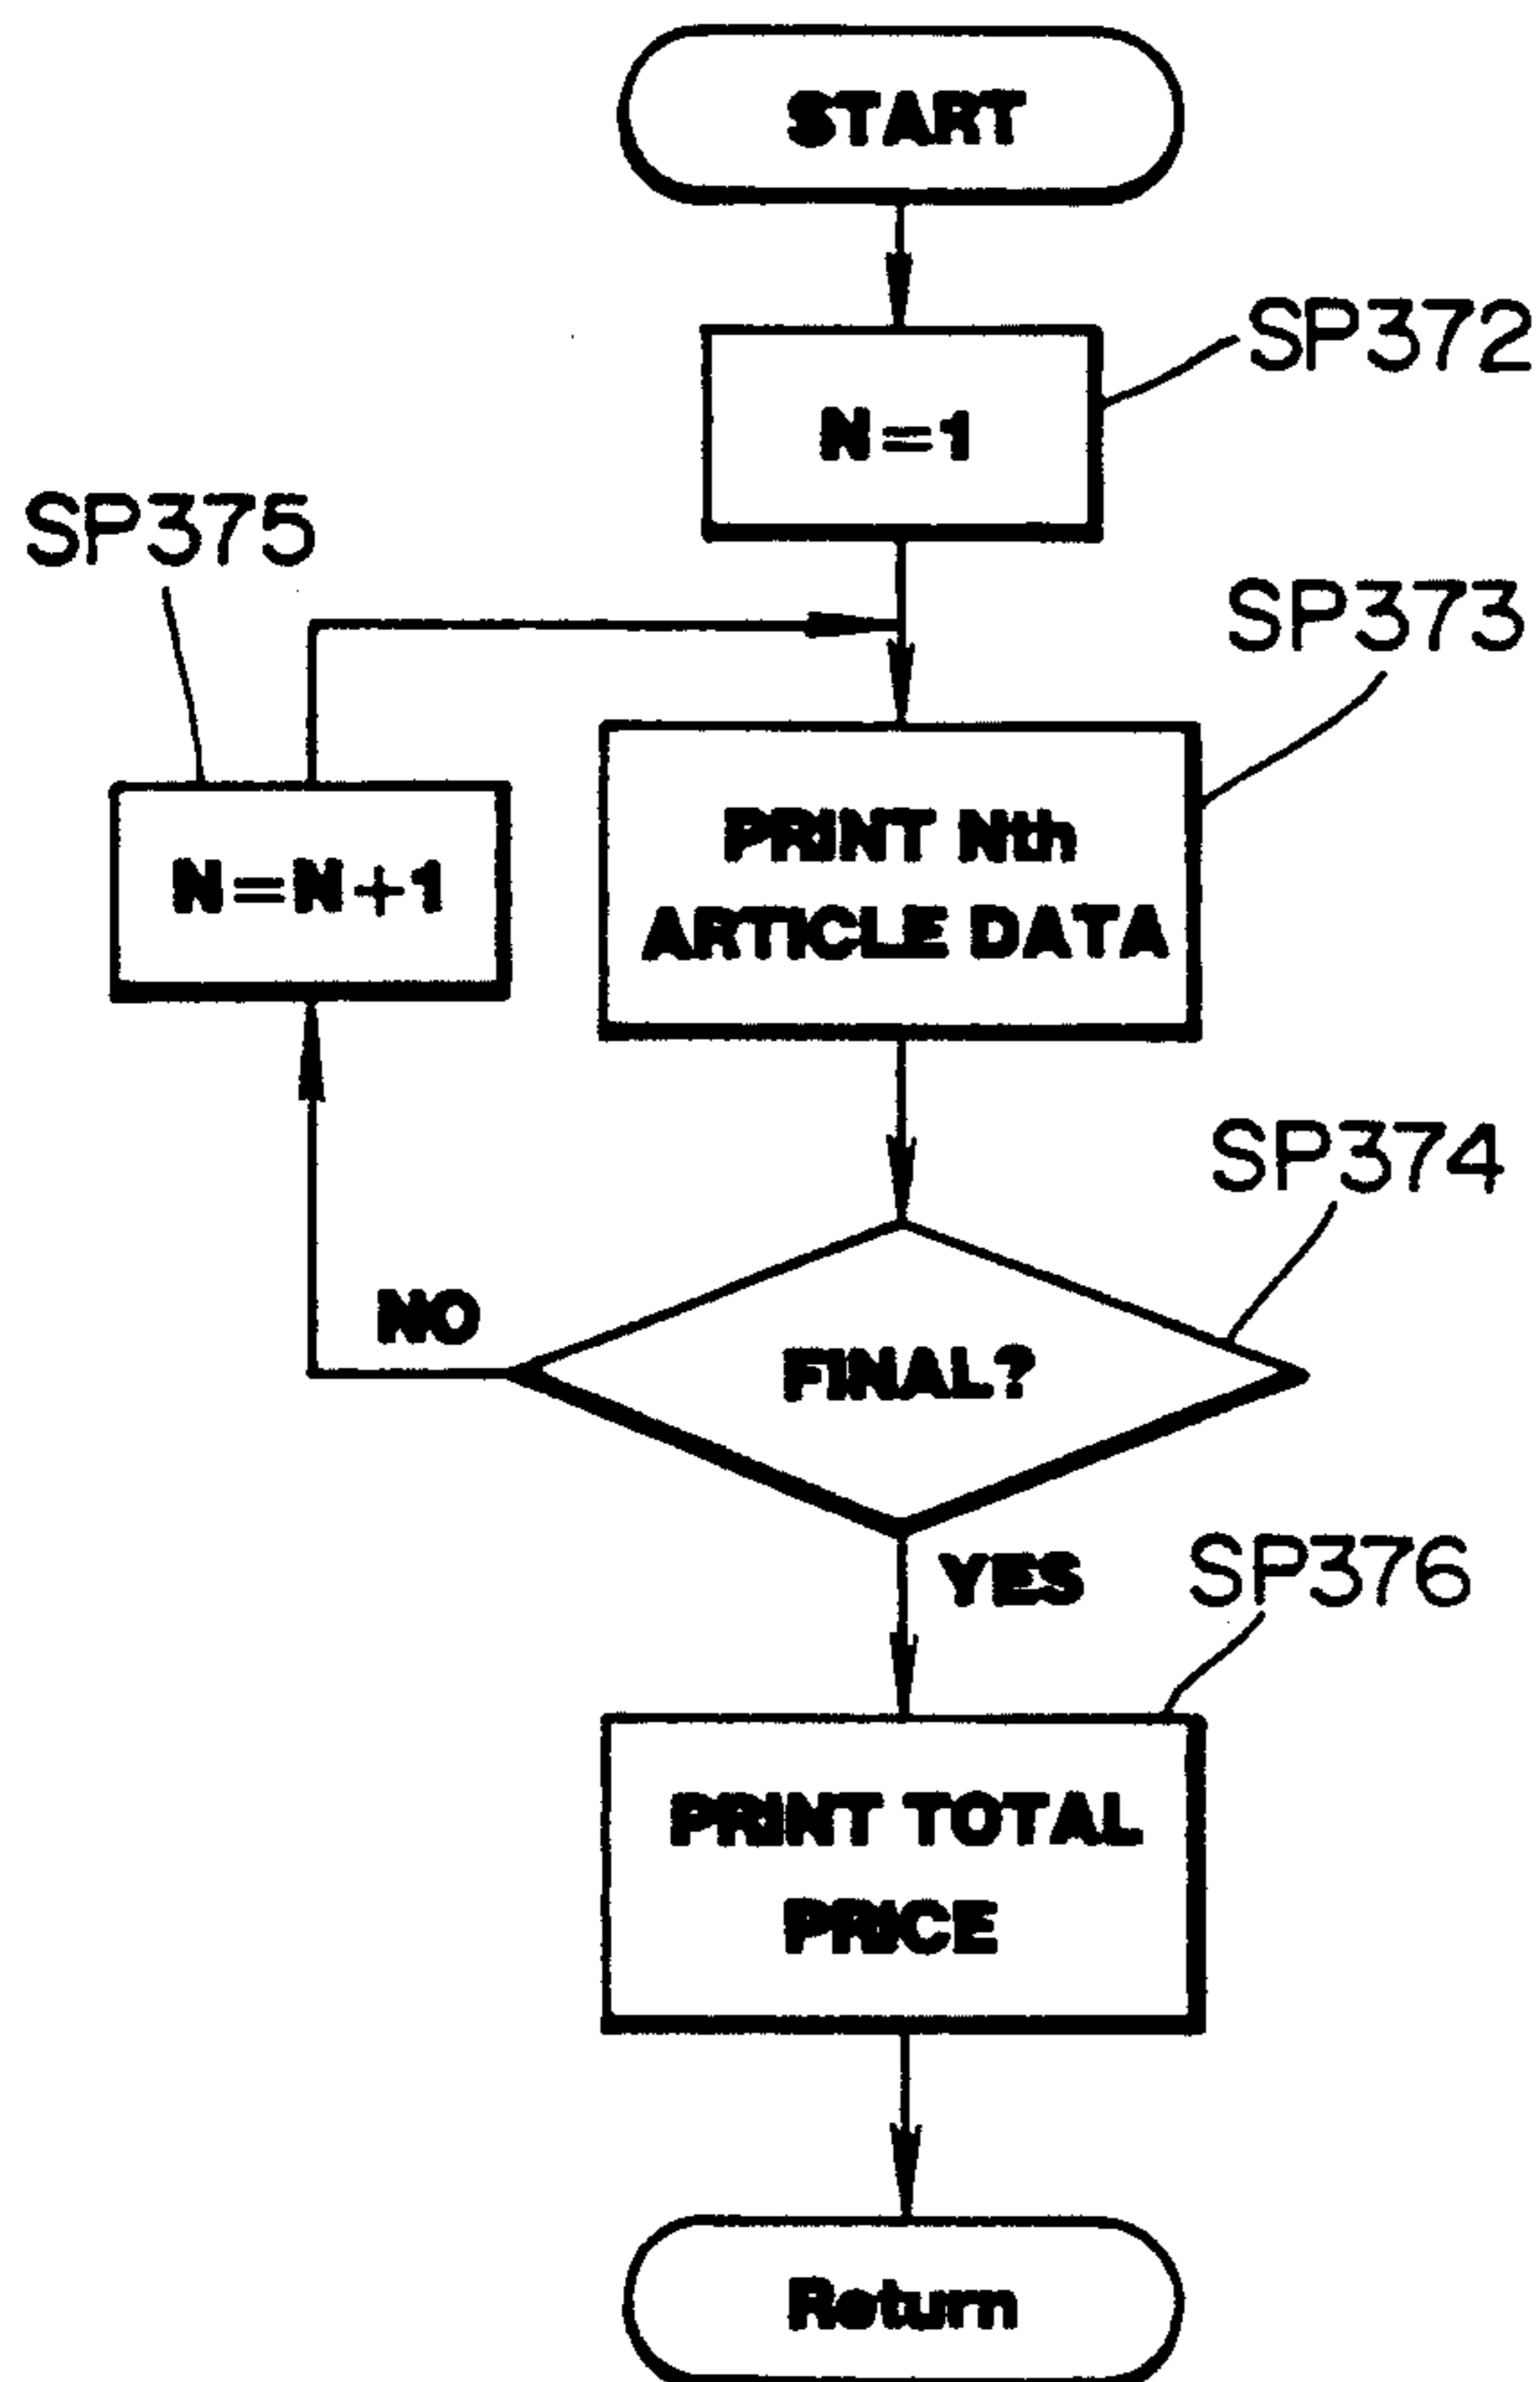 START
SP372
N=1
SP375
SP373
PRINT Nth
ARTICLE DATA
N=N+1
SP374
NO
FINAL?
YES
SP376
PRINT TOTAL
PRICE
Return